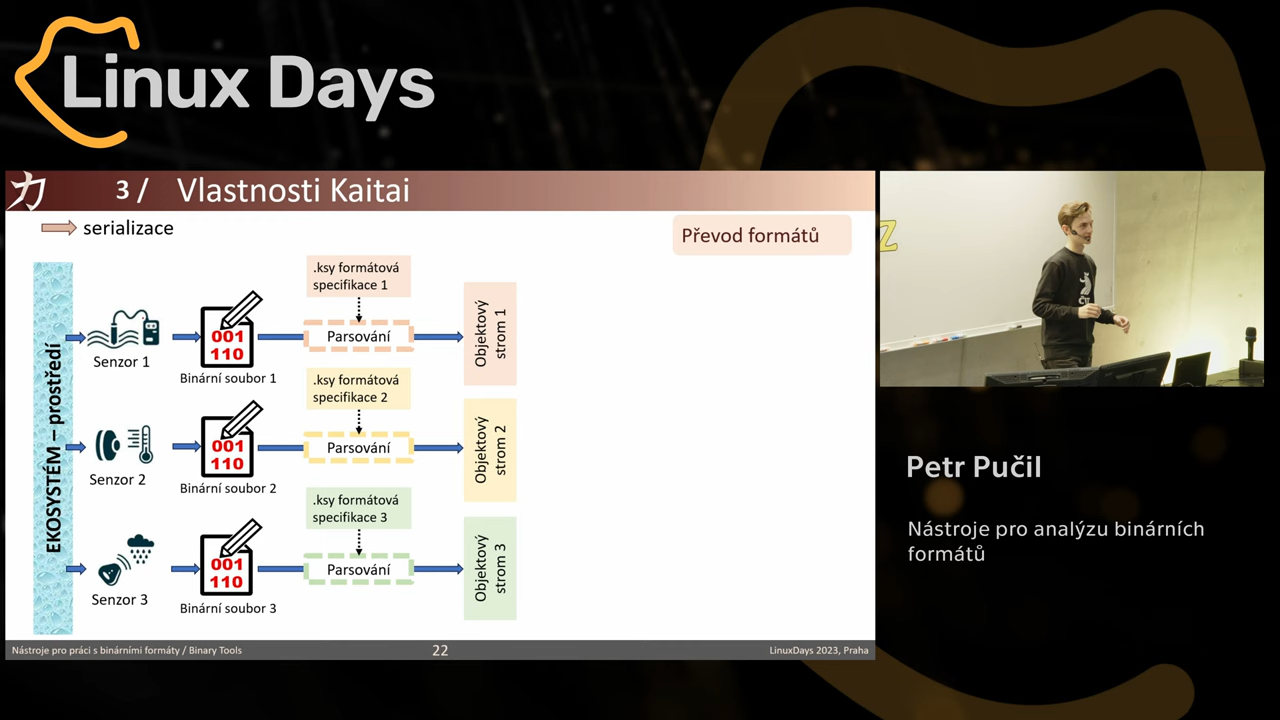 Linux Days
力 3 / Vlastnosti Kaitai
serializace
Převod formátů
EKOSYSTÉM – prostředí
Senzor 1
001
110
Binární soubor 1
.ksy formátová
specifikace 1
Parsování
Objektový
strom 1
Senzor 2
001
110
Binární soubor 2
.ksy formátová
specifikace 2
Parsování
Objektový
strom 2
Senzor 3
001
110
Binární soubor 3
.ksy formátová
specifikace 3
Parsování
Objektový
strom 3
Nástroje pro práci s binárními formáty / Binary Tools
22
LinuxDays 2023, Praha
Z
Petr Pučil
Nástroje pro analýzu binárních
formátů